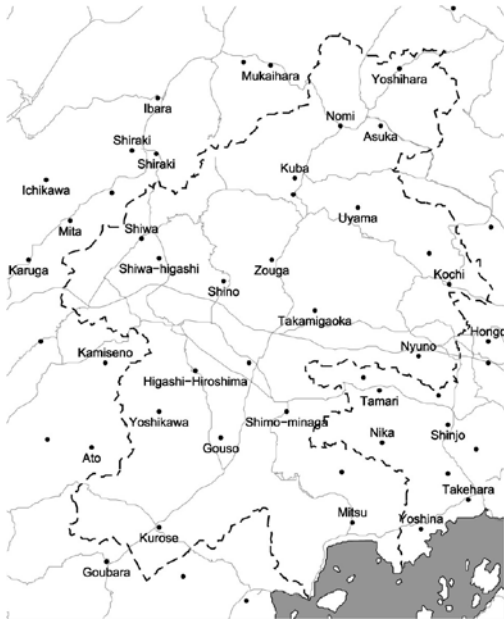 Mukaihara
Yoshihara
Ibara
Nomi
Asuka
Shiraki
Shiraki
Kuba
Ichikawa
Mita
Uyama
Shiwa
Karuga
Shiwa-higashi
Zouga
Kochi
Shino
Takamigaoka
Hongo
Kamiseno
Nyuno
Higashi-Hiroshima
Tamari
Yoshikawa
Shimo-minaga
Gouso
Nika
Shinjo
Ato
Takehara
Mitsu
Yoshina
Kurose
Goubara